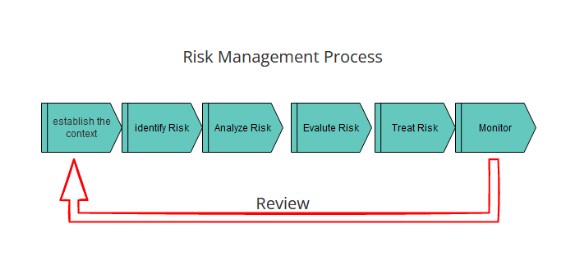 Risk Management Process
establish the
context
identify Risk
Analyze Risk
Evalute Risk
Treat Risk
Monitor
Review